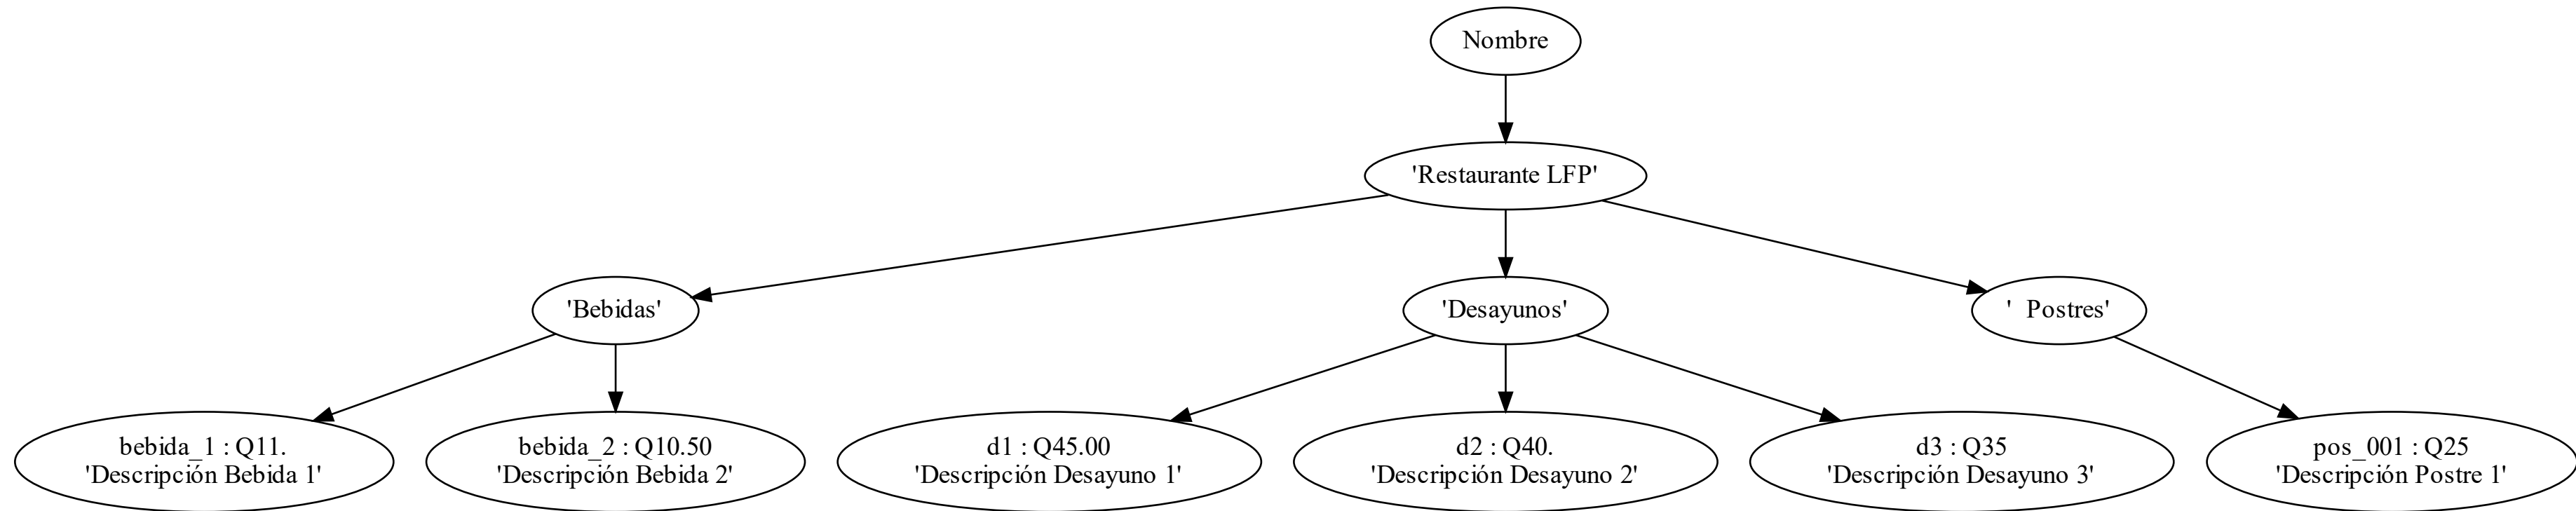 Nombre
'Restaurante LFP'
'Bebidas'
'Desayunos'
'  Postres'
bebida_1 : Q11.
'Descripción Bebida 1'
bebida_2 : Q10.50
'Descripción Bebida 2'
d1 : Q45.00
'Descripción Desayuno 1'
d2 : Q40.
'Descripción Desayuno 2'
d3 : Q35
'Descripción Desayuno 3'
pos_001 : Q25
'Descripción Postre 1'